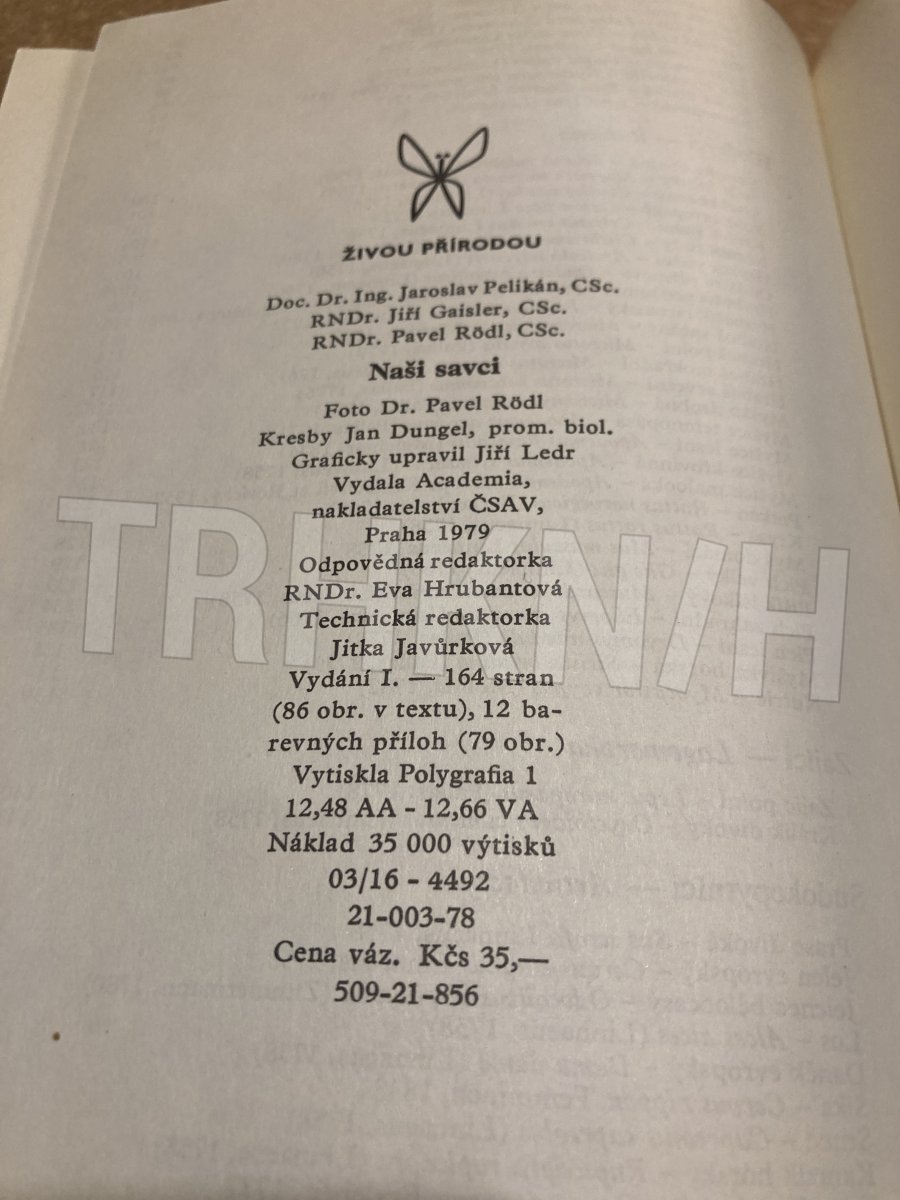 ŽIVOU PŘÍRODOU
Doc. Dr. Ing. Jaroslav Pelikán, CSc.
RNDr. Jiří Gaisler, CSc.
RNDr. Pavel Rödl, CSc.
Naši savci
Foto Dr. Pavel Rödl
Kresby Jan Dungel, prom. biol.
Graficky upravil Jiří Ledr
Vydala Academia,
nakladatelství ČSAV,
Praha 1979
Odpovědná redaktorka
RNDr. Eva Hrubantová
Technická redaktorka
Jitka Javůrková
Vydání I. — 164 stran
(86 obr. v textu), 12 ba-
revných příloh (79 obr.)
Vytiskla Polygrafia 1
12,48 AA - 12,66 VA
Náklad 35 000 výtisků
03/16 - 4492
21-003-78
Cena váz. Kčs 35,—
509-21-856
TRHKN/H